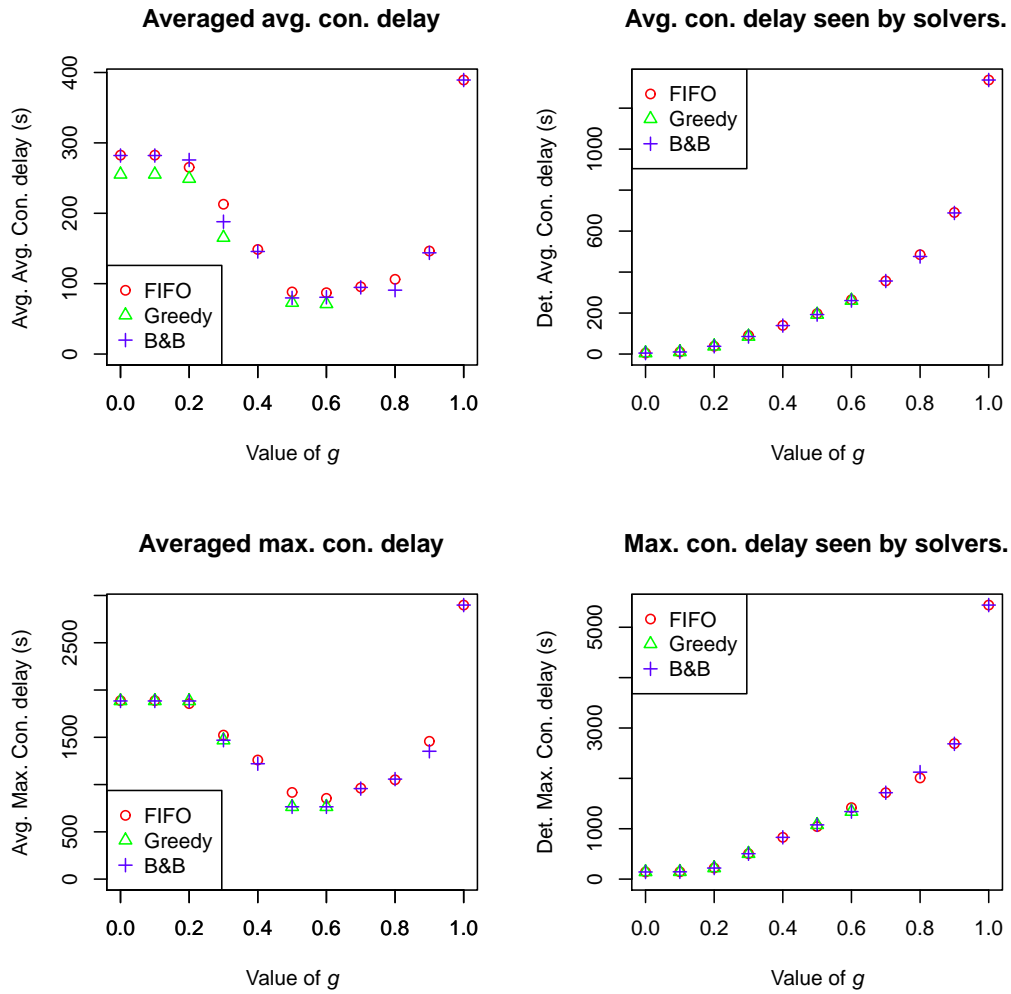 Averaged avg. con. delay
Avg. Avg. Con. delay (s)
400
300
200
100
0
FIFO
Greedy
B&B
0.0 0.2 0.4 0.6 0.8 1.0
Value of g
Avg. con. delay seen by solvers.
Det. Avg. Con. delay (s)
1000
600
200
0
FIFO
Greedy
B&B
0.0 0.2 0.4 0.6 0.8 1.0
Value of g
Averaged max. con. delay
Avg. Max. Con. delay (s)
2500
1500
500
0
FIFO
Greedy
B&B
0.0 0.2 0.4 0.6 0.8 1.0
Value of g
Max. con. delay seen by solvers.
Det. Max. Con. delay (s)
5000
3000
1000
0
FIFO
Greedy
B&B
0.0 0.2 0.4 0.6 0.8 1.0
Value of g